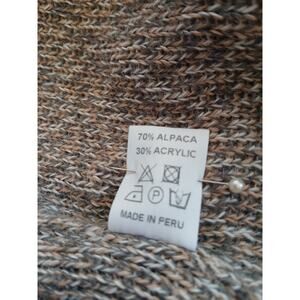 70% ALPACA
30% ACRYLIC
P
MADE IN PERU